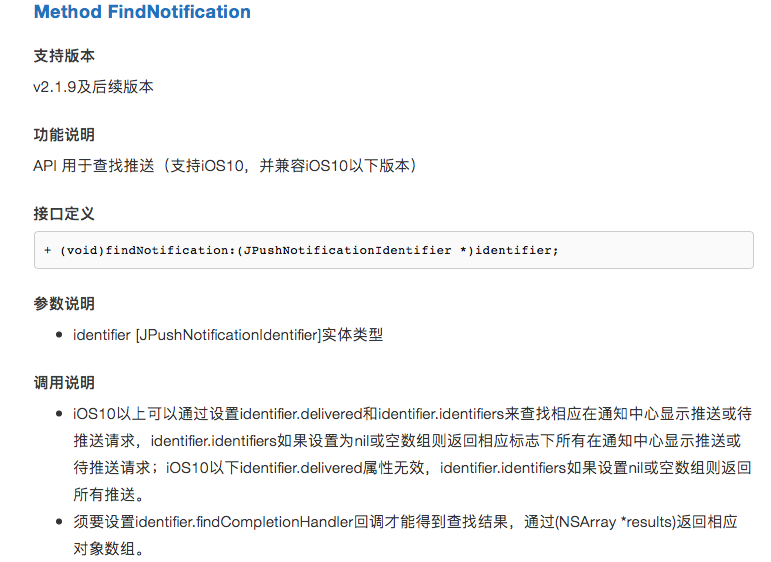 Method FindNotification
支持版本
v2.1.9及后续版本
功能说明
API 用于查找推送（支持iOS10，并兼容iOS10以下版本）
接口定义
+ (void)findNotification:(JPushNotificationIdentifier *)identifier;
参数说明
• identifier [JPushNotificationIdentifier]实体类型
调用说明
• iOS10以上可以通过设置identifier.delivered和identifier.identifiers来查找相应在通知中心显示推送或待
推送请求，identifier.identifiers如果设置为nil或空数组则返回相应标志下所有在通知中心显示推送或
待推送请求；iOS10以下identifier.delivered属性无效，identifier.identifiers如果设置nil或空数组则返回
所有推送。
• 须要设置identifier.findCompletionHandler回调才能得到查找结果，通过(NSArray *results)返回相应
对象数组。